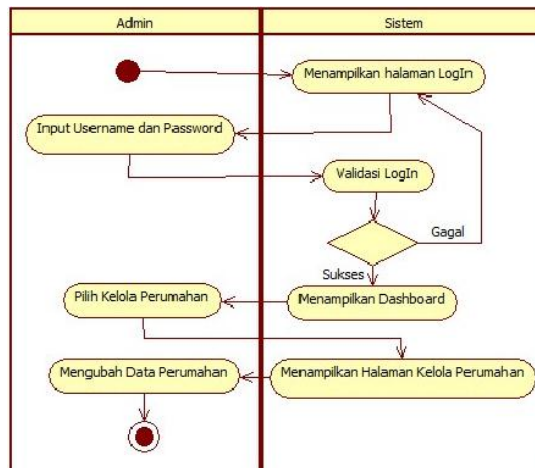 Admin
Sistem
Menampilkan halaman LogIn
Input Username dan Password
Validasi LogIn
Gagal
Sukses
Pilih Kelola Perumahan
Menampilkan Dashboard
Mengubah Data Perumahan
Menampilkan Halaman Kelola Perumahan